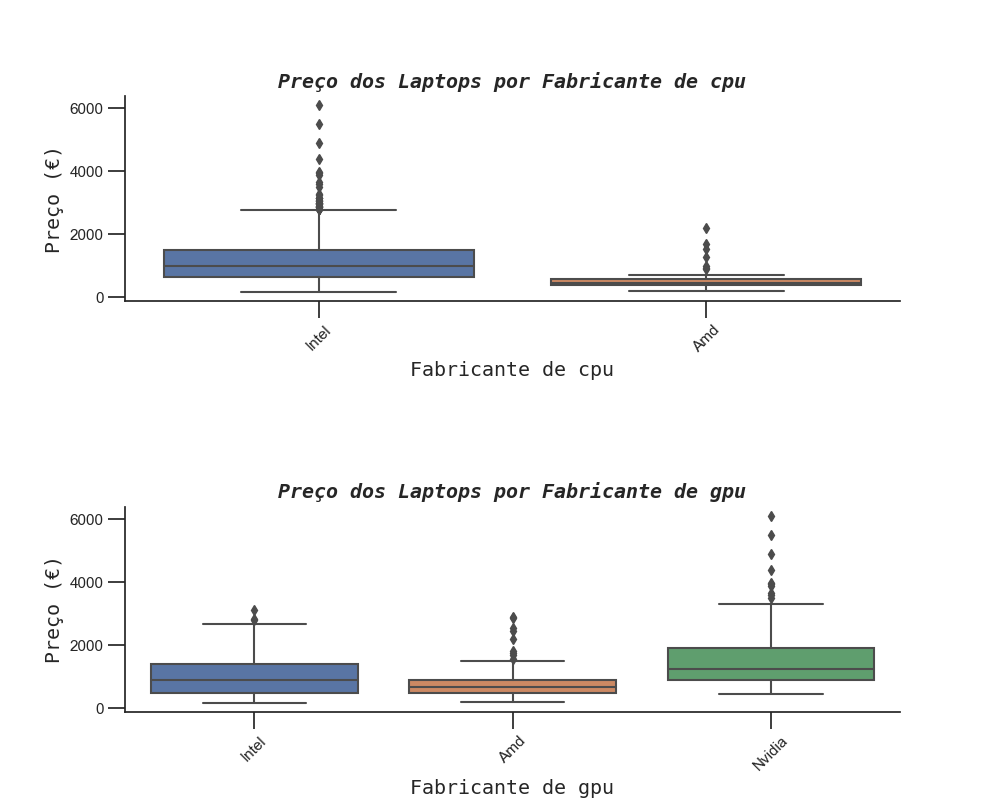 Preço dos Laptops por Fabricante de cpu
6000
4000
2000
0
Preço (€)
Intel
Amd
Fabricante de cpu
Preço dos Laptops por Fabricante de gpu
6000
4000
2000
0
Preço (€)
Intel
Amd
Nvidia
Fabricante de gpu